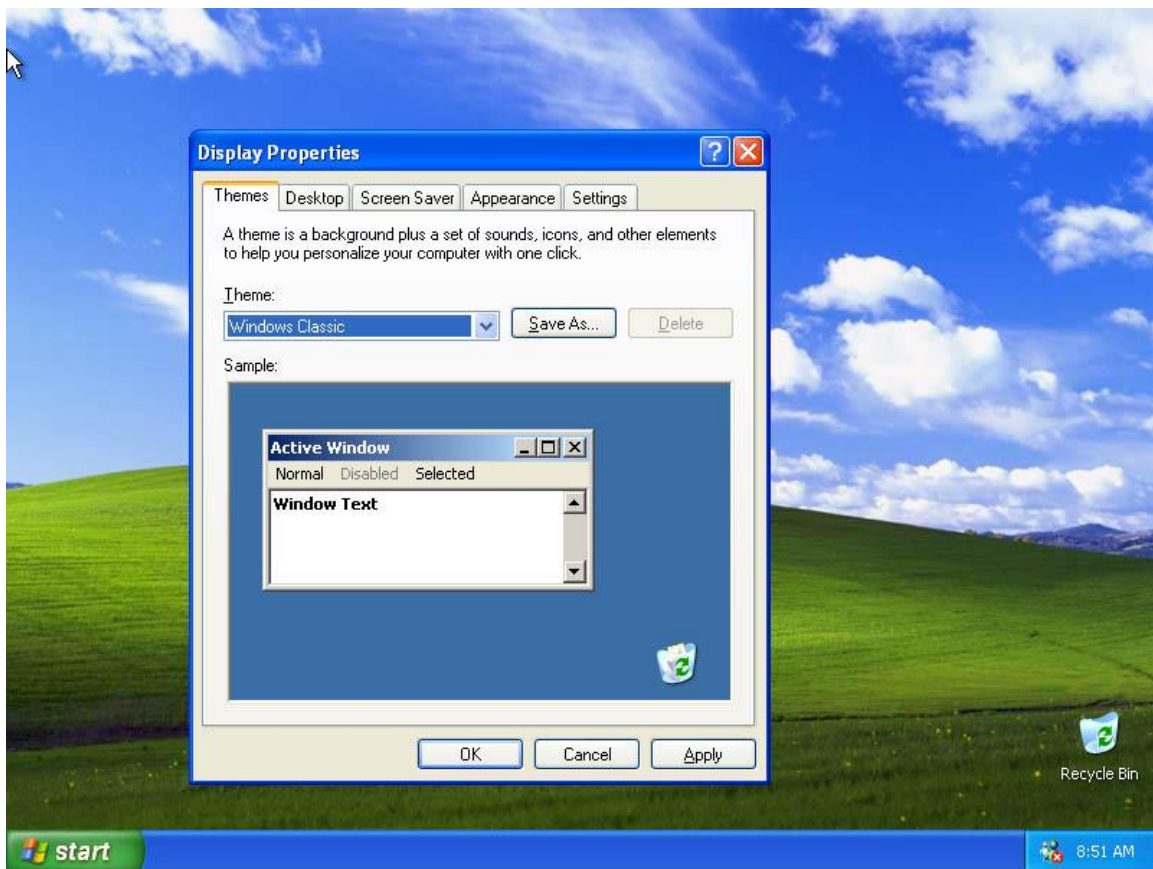 Display Properties
Themes Desktop Screen Saver Appearance Settings
A theme is a background plus a set of sounds, icons, and other elements
to help you personalize your computer with one click.
Theme:
Windows Classic Save As... Delete
Sample:
Active Window
Normal Disabled Selected
Window Text
OK Cancel Apply
Recycle Bin
start 8:51 AM